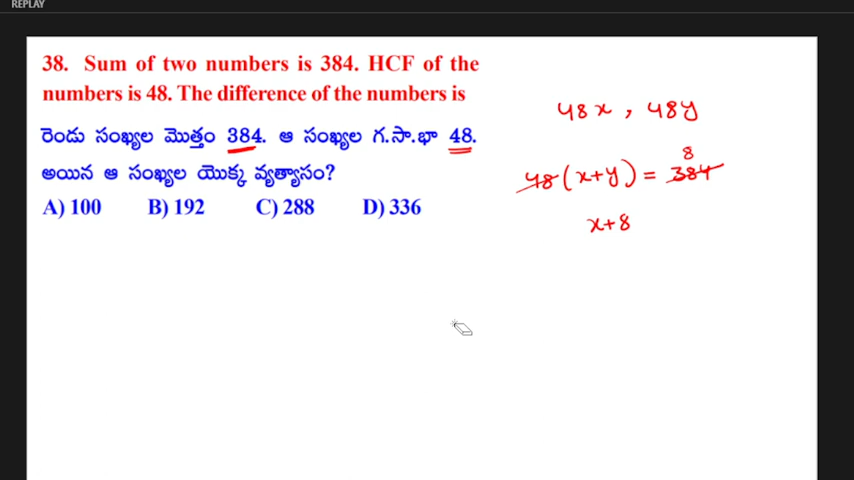 REPLAY
38. Sum of two numbers is 384. HCF of the
numbers is 48. The difference of the numbers is
రెండు సంఖ్యల మొత్తం 384. ఆ సంఖ్యల గ.సా.భా 48.
అయిన ఆ సంఖ్యల యొక్క వ్యత్యాసం?
A) 100 B) 192 C) 288 D) 336
48x , 48y
8
48(x+y) = 384
x+8